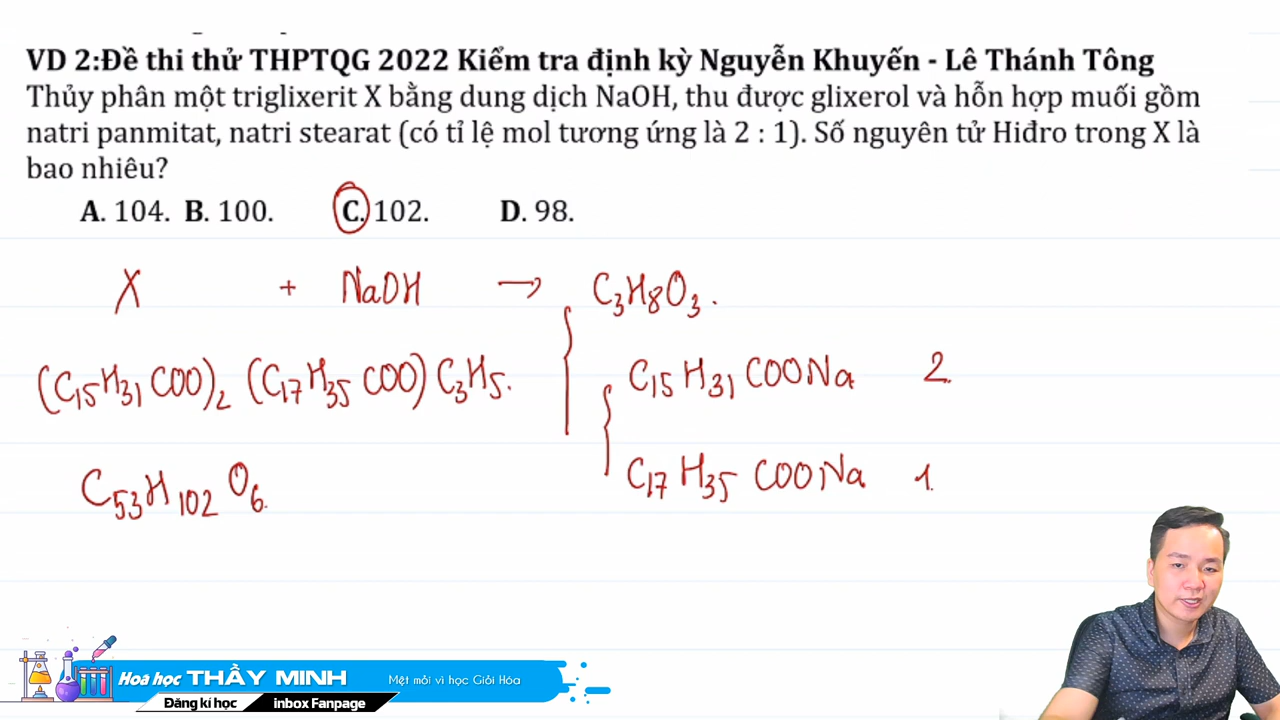 VD 2:Đề thi thử THPTQG 2022 Kiểm tra định kỳ Nguyễn Khuyến - Lê Thánh Tông
Thủy phân một triglixerit X bằng dung dịch NaOH, thu được glixerol và hỗn hợp muối gồm
natri panmitat, natri stearat (có tỉ lệ mol tương ứng là 2 : 1). Số nguyên tử Hiđro trong X là
bao nhiêu?
A. 104. B. 100. C. 102. D. 98.
X + NaOH → C₃H₈O₃.
(C₁₅H₃₁COO)₂ (C₁₇H₃₅COO) C₃H₅. C₁₅H₃₁COONa 2.
C₅₃H₁₀₂O₆. C₁₇H₃₅COONa 1.
Hoá học THẦY MINH
Mệt mỏi vì học Giỏi Hóa
Đăng kí học inbox Fanpage